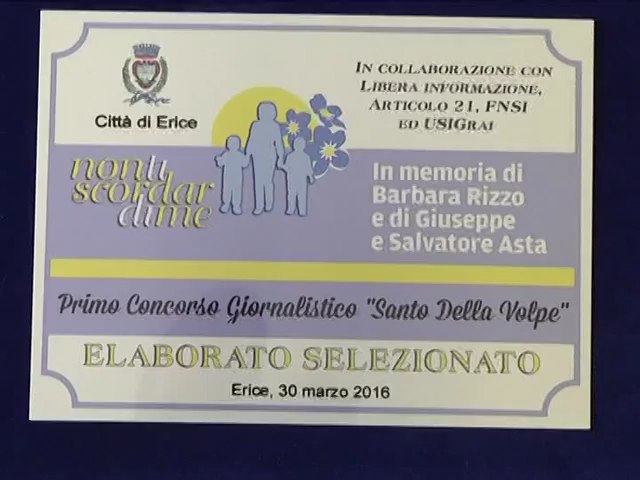 Città di Erice
IN COLLABORAZIONE CON
LIBERA INFORMAZIONE,
ARTICOLO 21, FNSI
ED USIGRAI
non ti
scordar
di me
In memoria di
Barbara Rizzo
e di Giuseppe
e Salvatore Asta
Primo Concorso Giornalistico "Santo Della Volpe"
ELABORATO SELEZIONATO
Erice, 30 marzo 2016